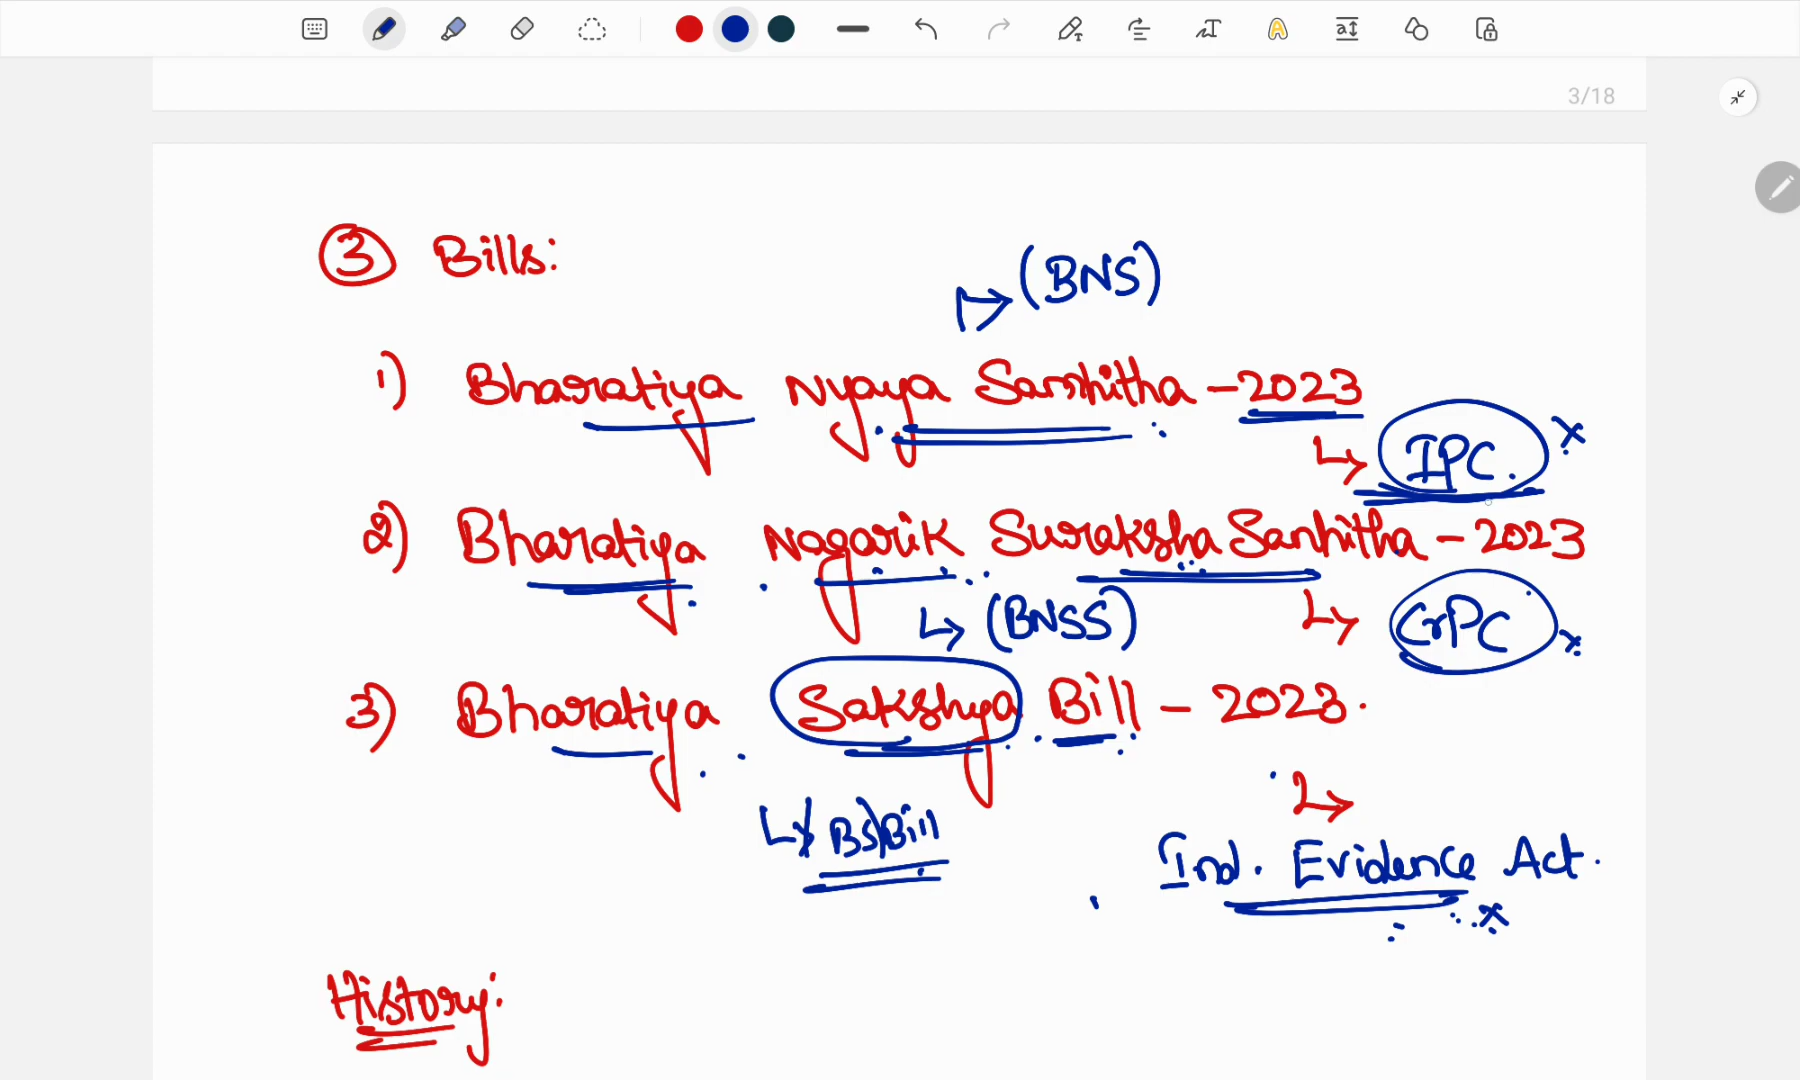 3/18
③ Bills:
(BNS)
1) Bharatiya Nyaya Sanhitha - 2023
IPC.
2) Bharatiya Nagarik Suraksha Sanhitha - 2023
(BNSS)
CrPC
3) Bharatiya Sakshya Bill - 2023.
(BS) Bill
Ind. Evidence Act.
History: